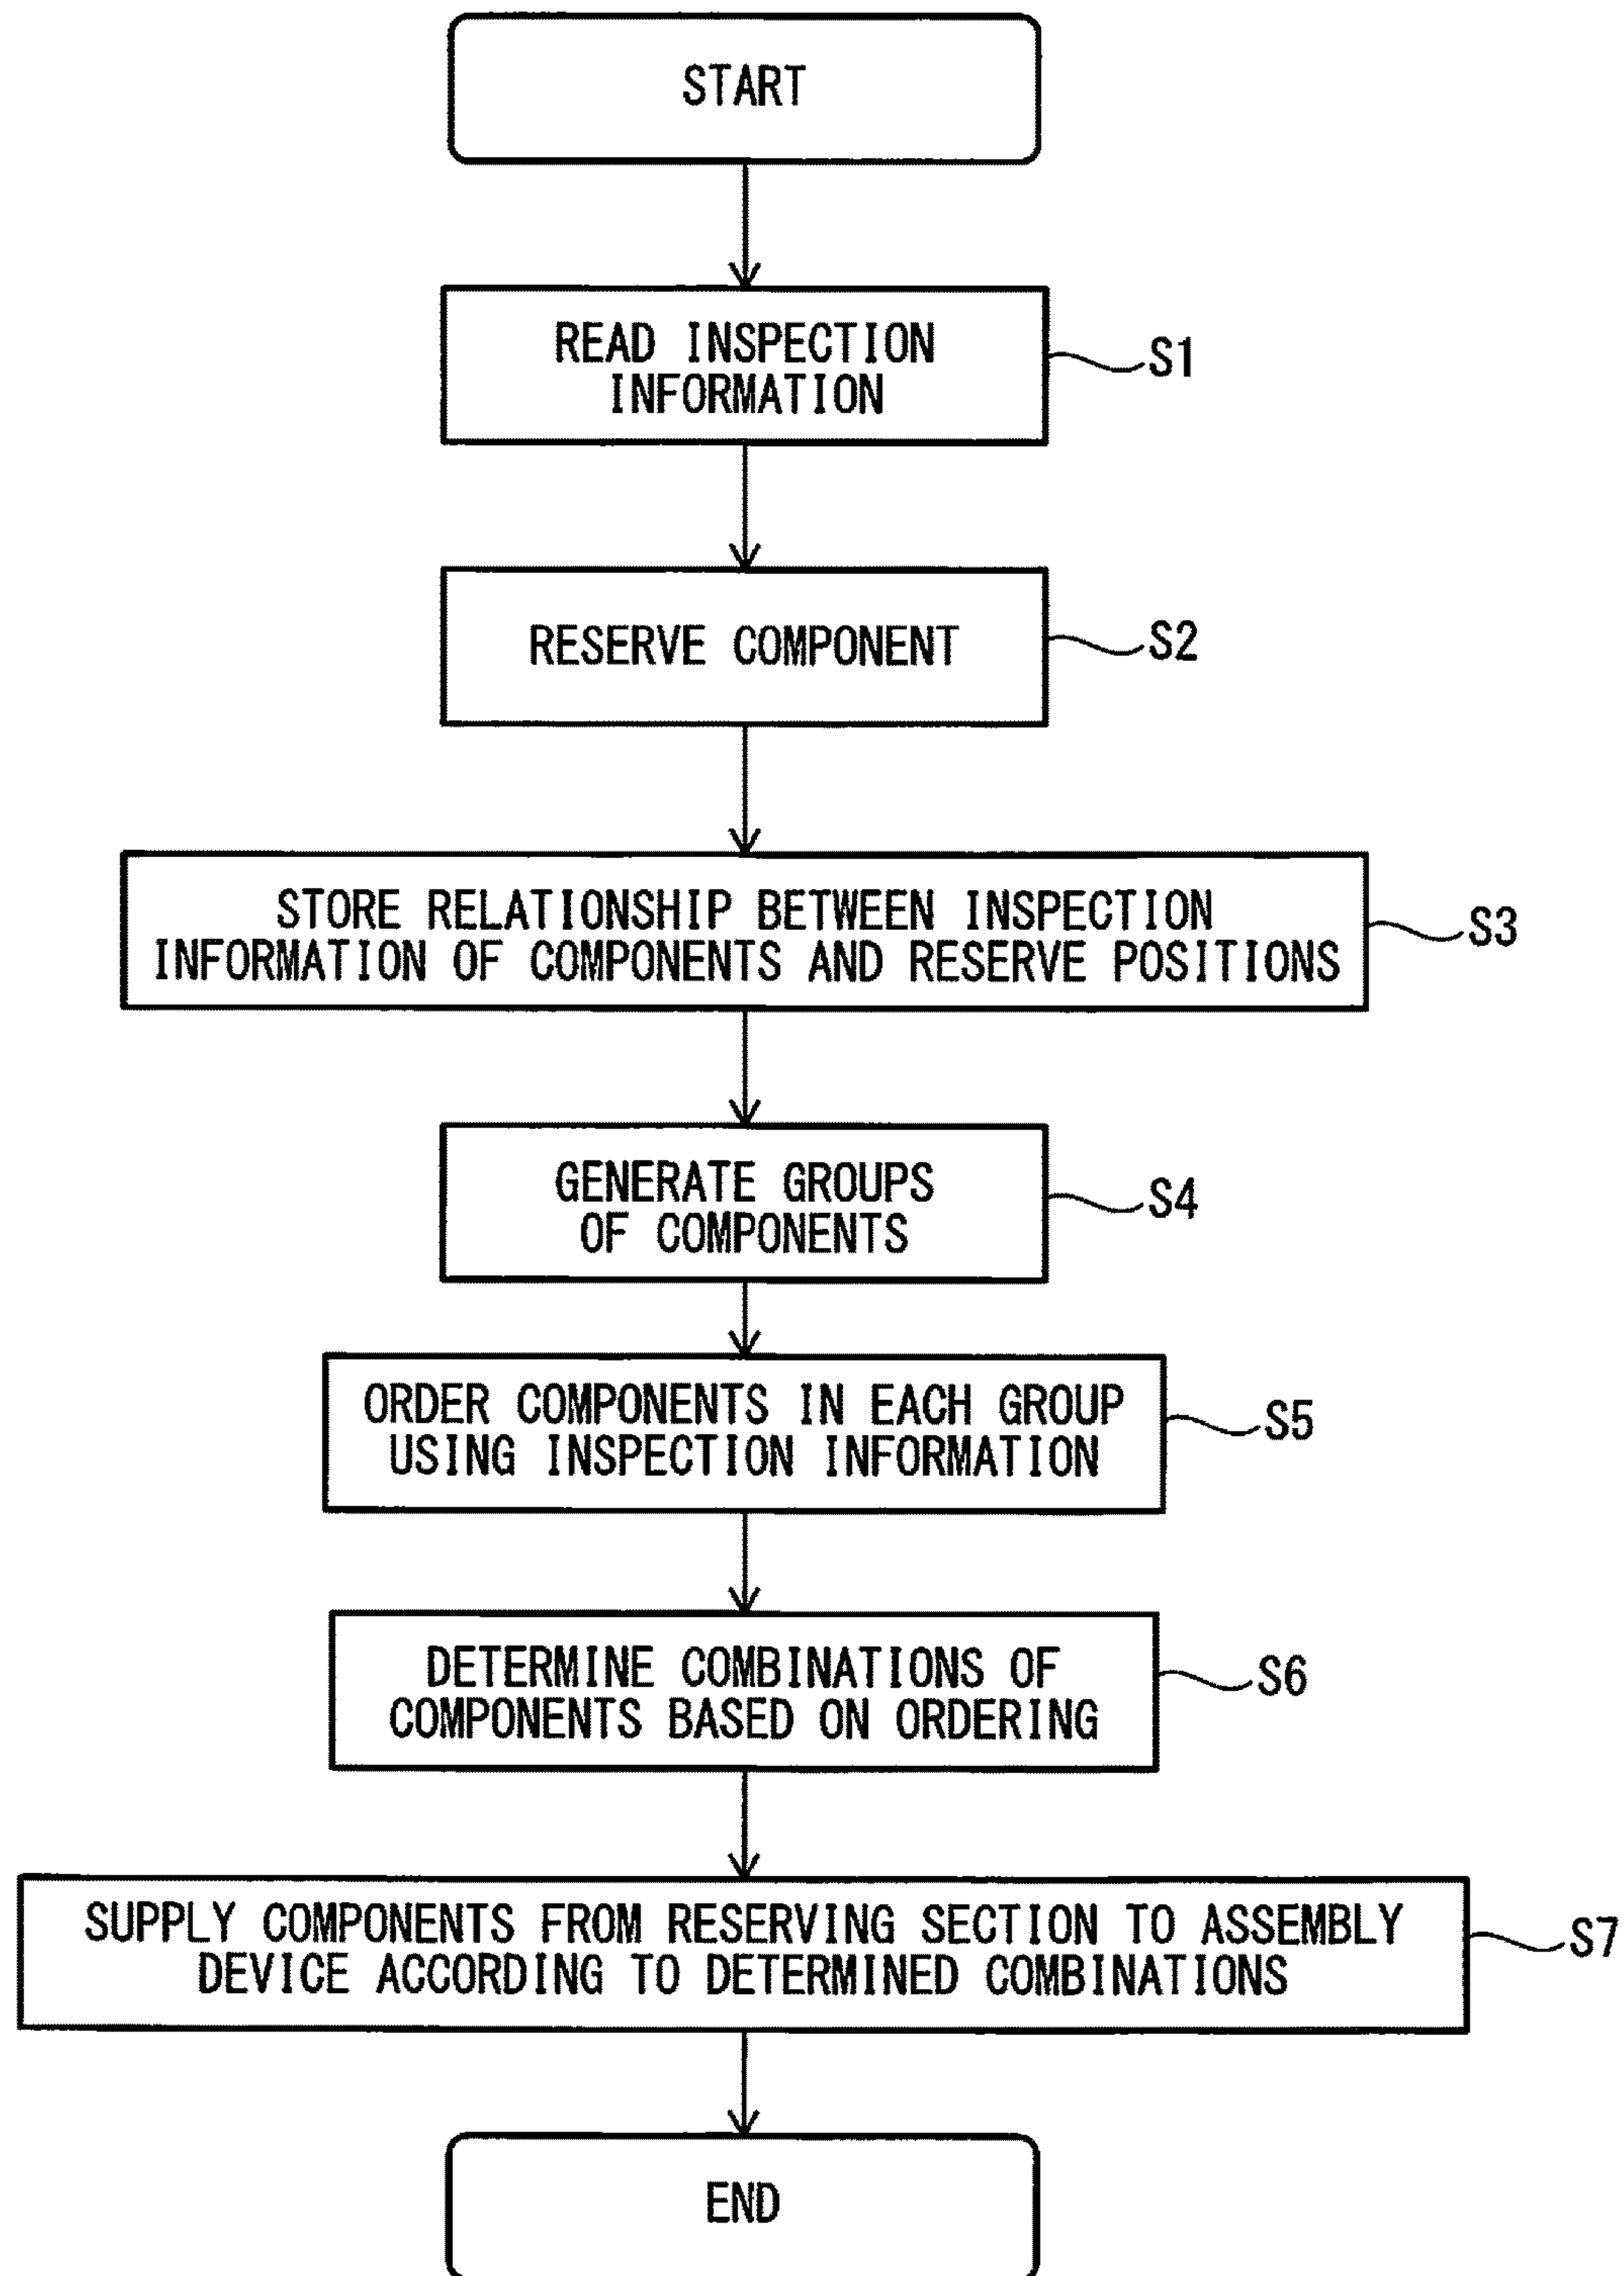 START
READ INSPECTION
INFORMATION
S1
RESERVE COMPONENT
S2
STORE RELATIONSHIP BETWEEN INSPECTION
INFORMATION OF COMPONENTS AND RESERVE POSITIONS
S3
GENERATE GROUPS
OF COMPONENTS
S4
ORDER COMPONENTS IN EACH GROUP
USING INSPECTION INFORMATION
S5
DETERMINE COMBINATIONS OF
COMPONENTS BASED ON ORDERING
S6
SUPPLY COMPONENTS FROM RESERVING SECTION TO ASSEMBLY
DEVICE ACCORDING TO DETERMINED COMBINATIONS
S7
END